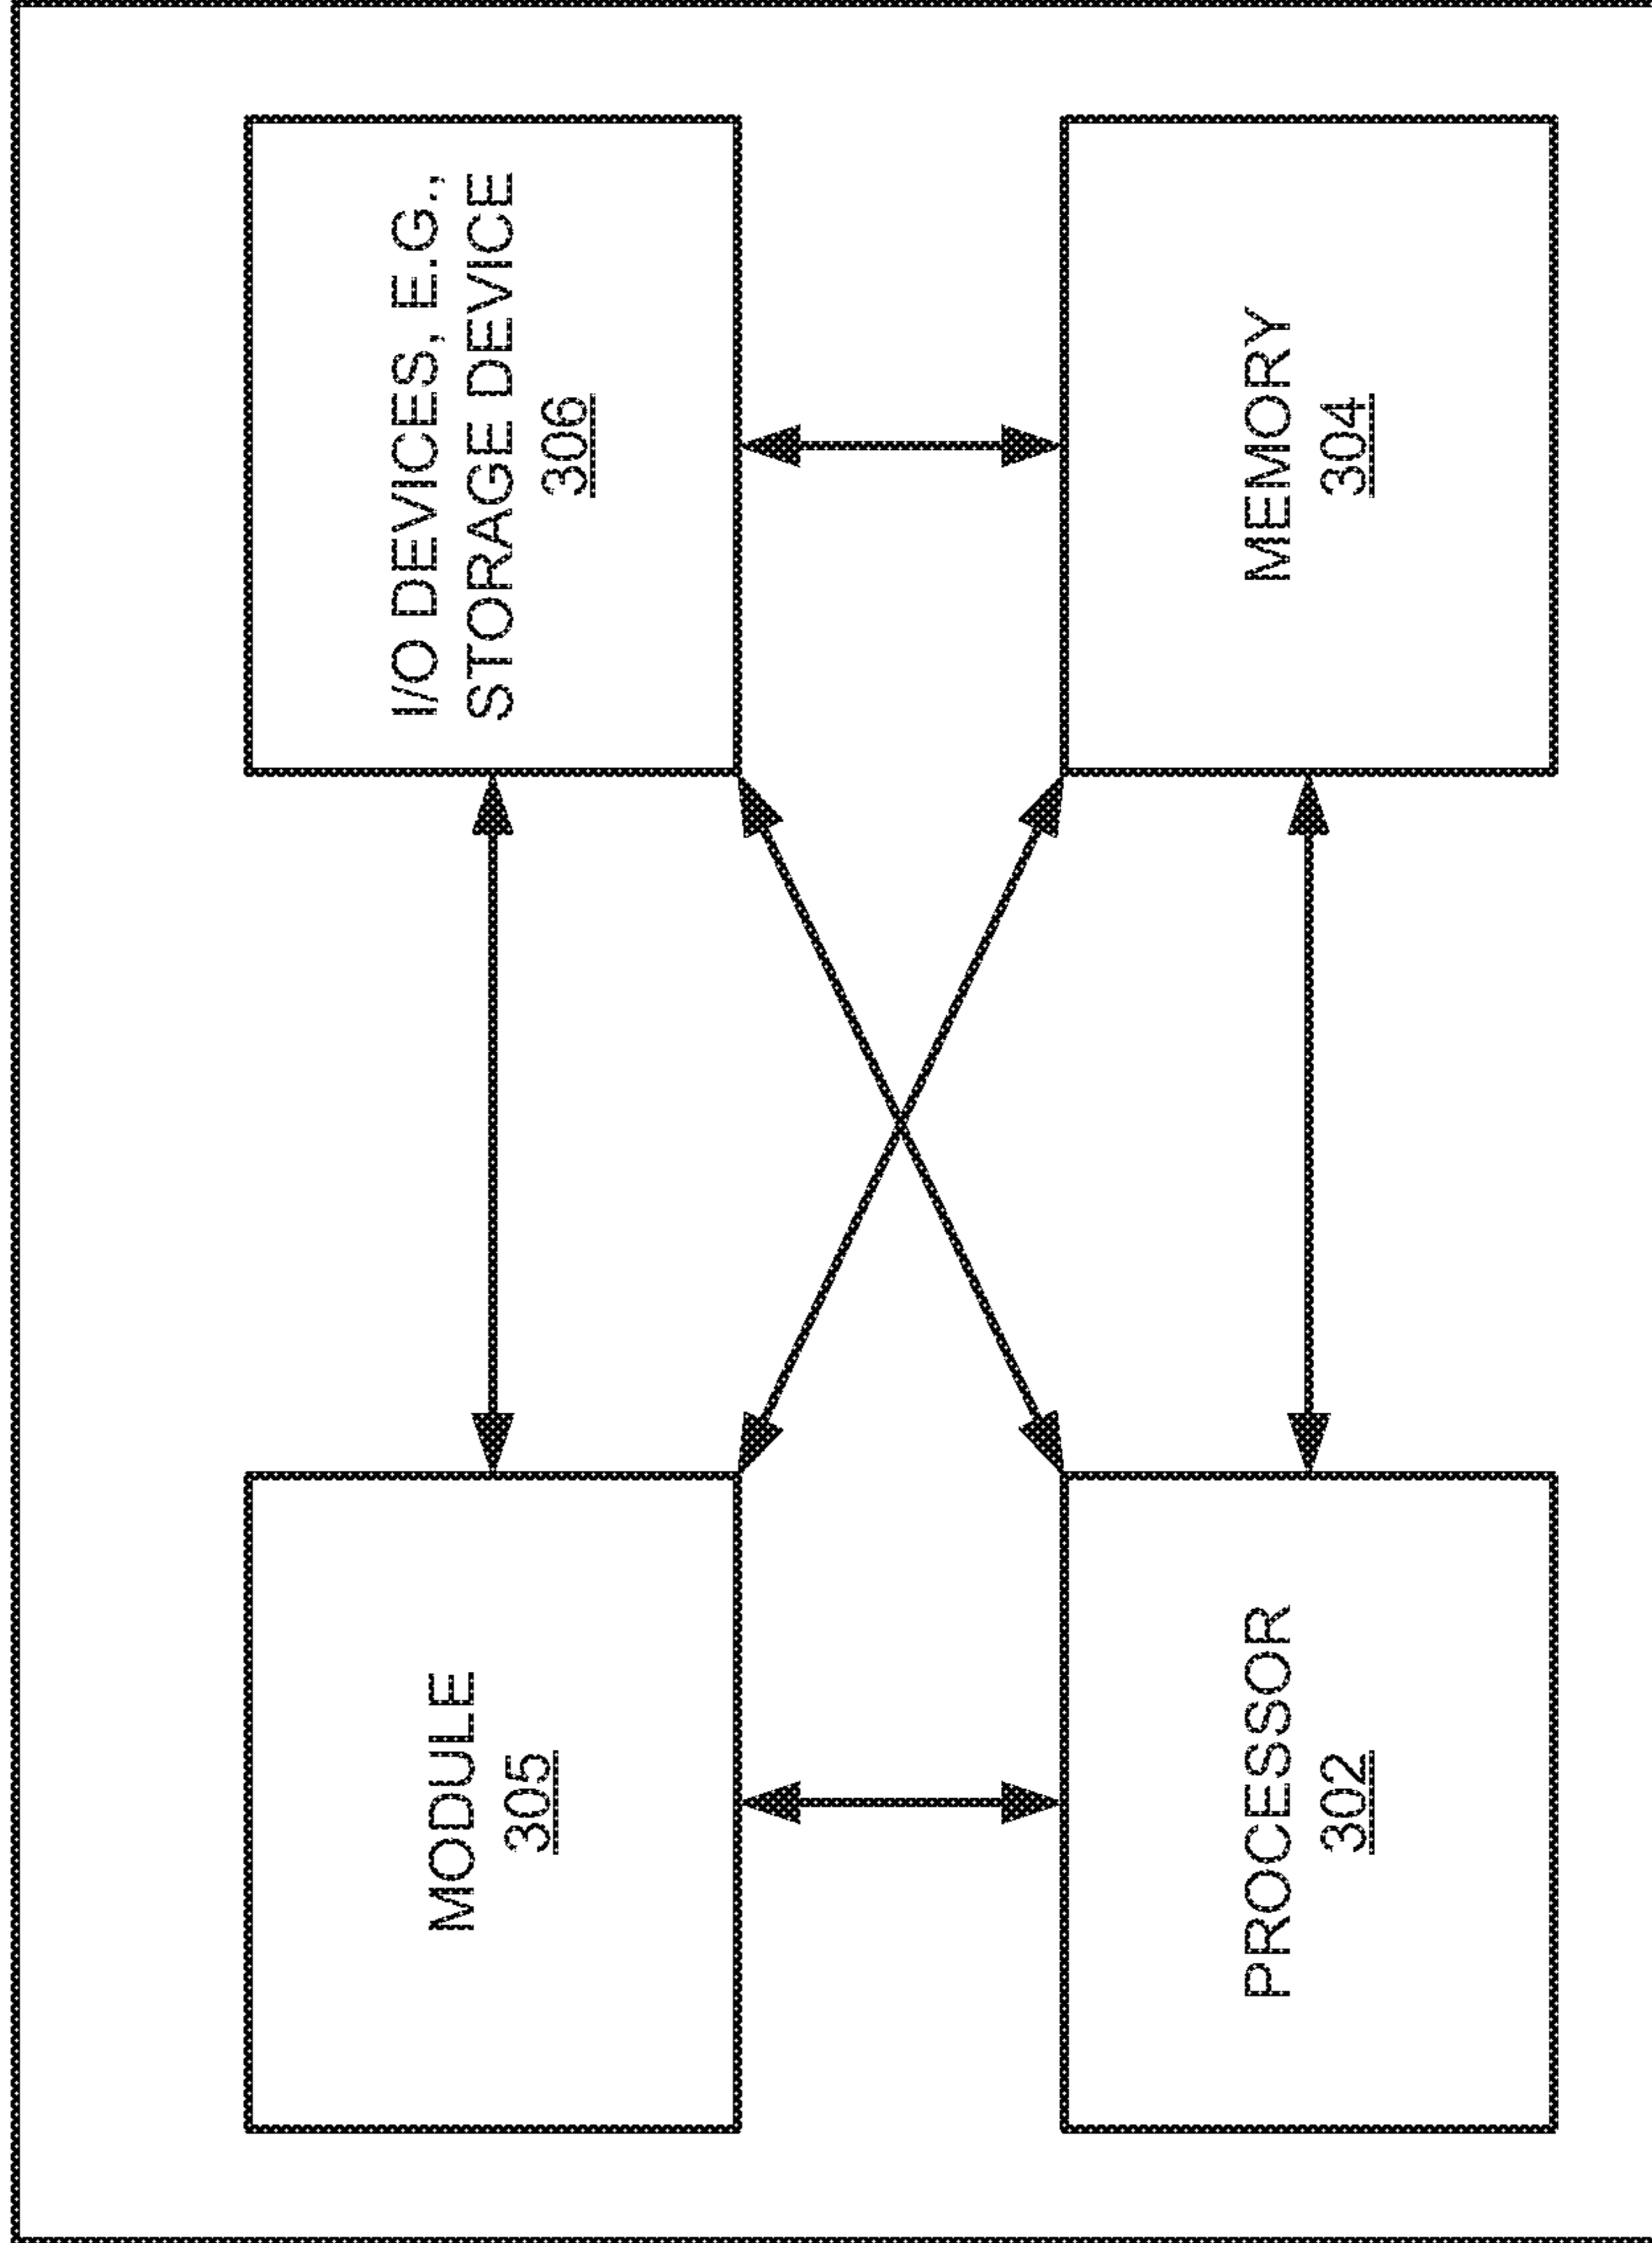 MODULE
305
I/O DEVICES, E.G.,
STORAGE DEVICE
306
PROCESSOR
302
MEMORY
304